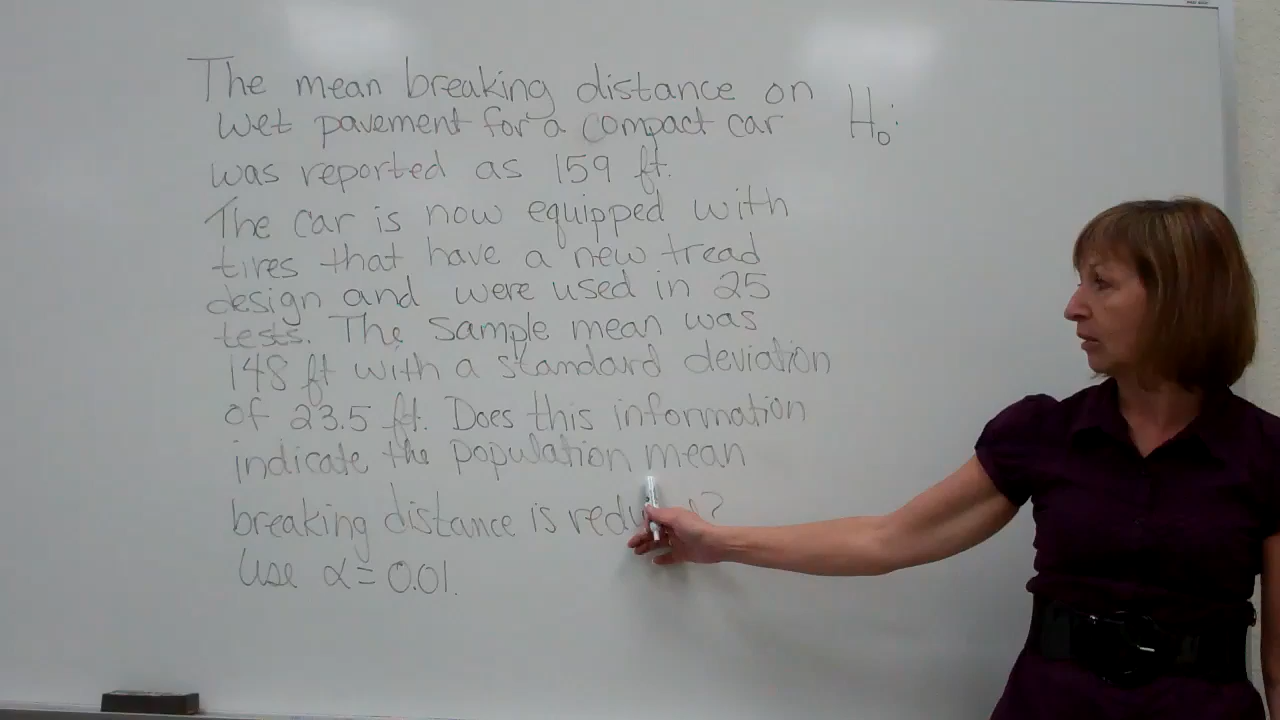 The mean breaking distance on
wet pavement for a compact car
was reported as 159 ft.
The car is now equipped with
tires that have a new tread
design and were used in 25
tests. The sample mean was
148 ft with a standard deviation
of 23.5 ft. Does this information
indicate the population mean
breaking distance is
Use α = 0.01.
H₀: